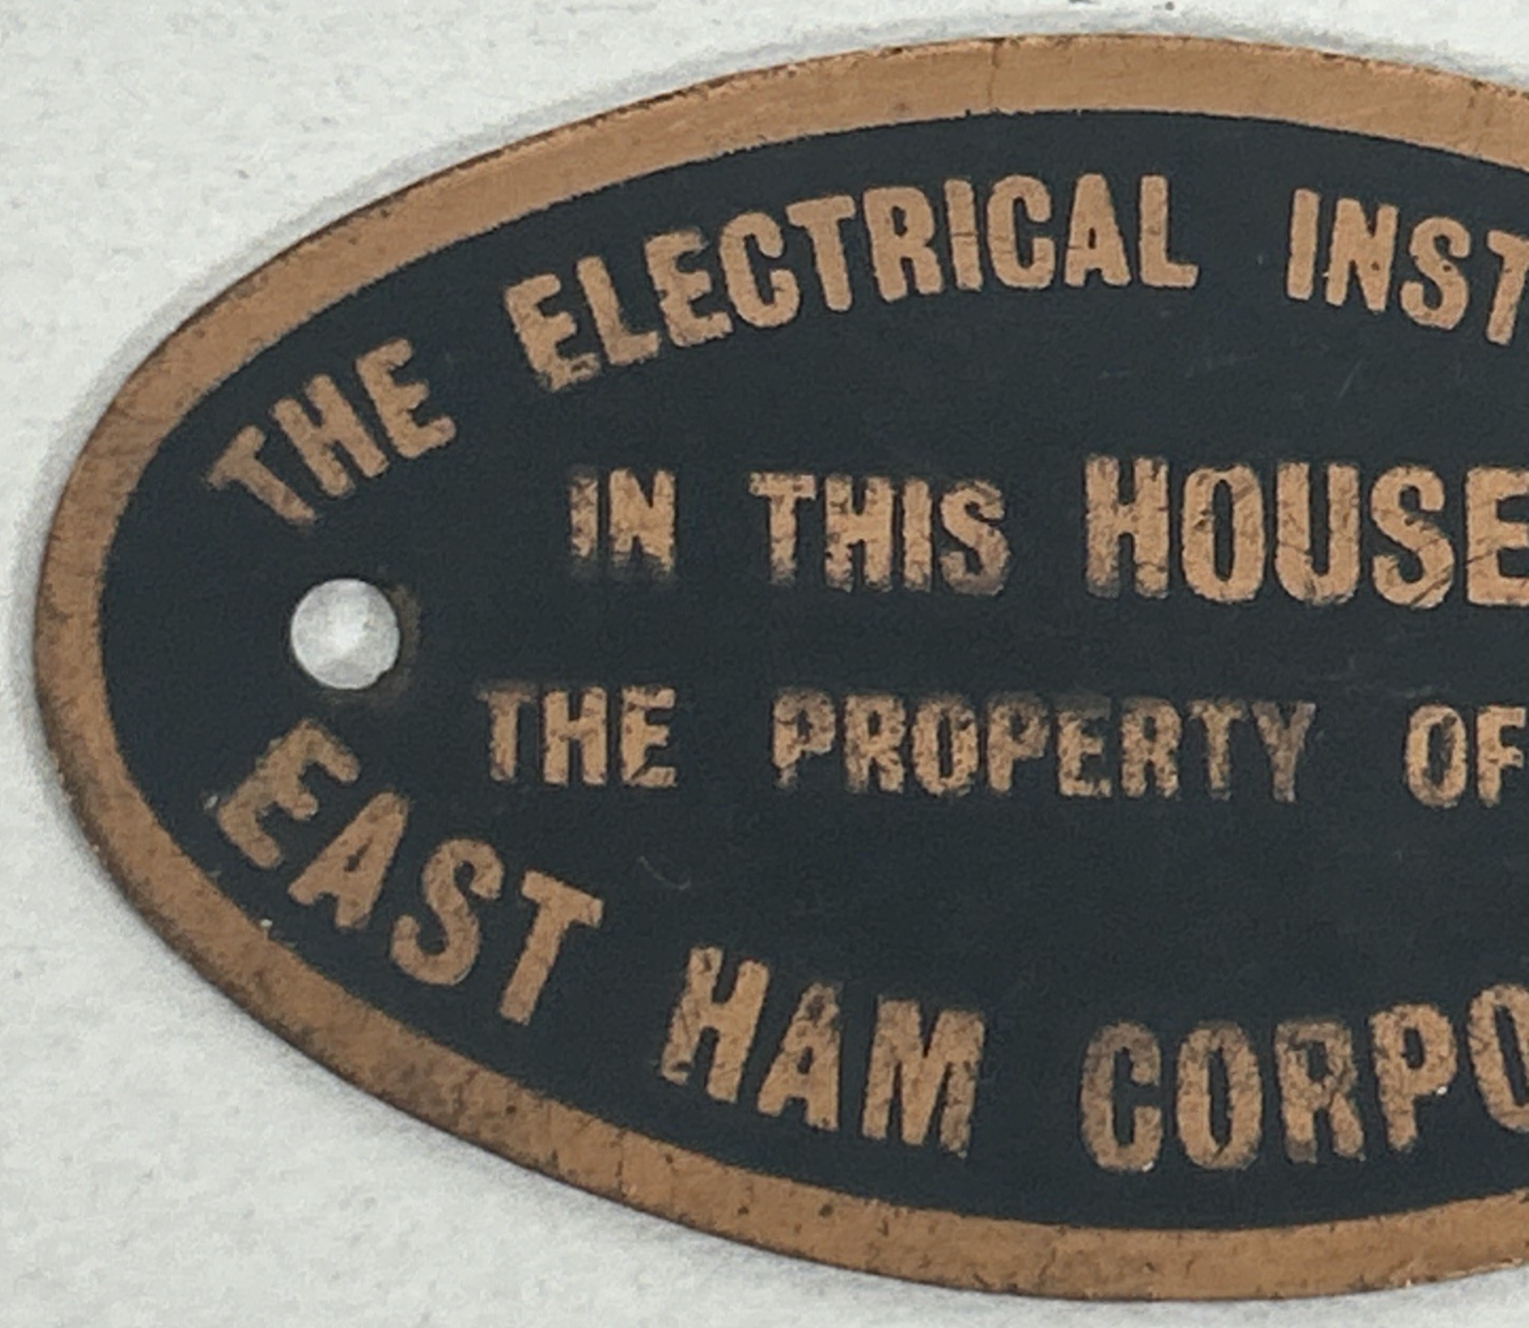 THE ELECTRICAL INST
IN THIS HOUSE
THE PROPERTY OF
EAST HAM CORPO